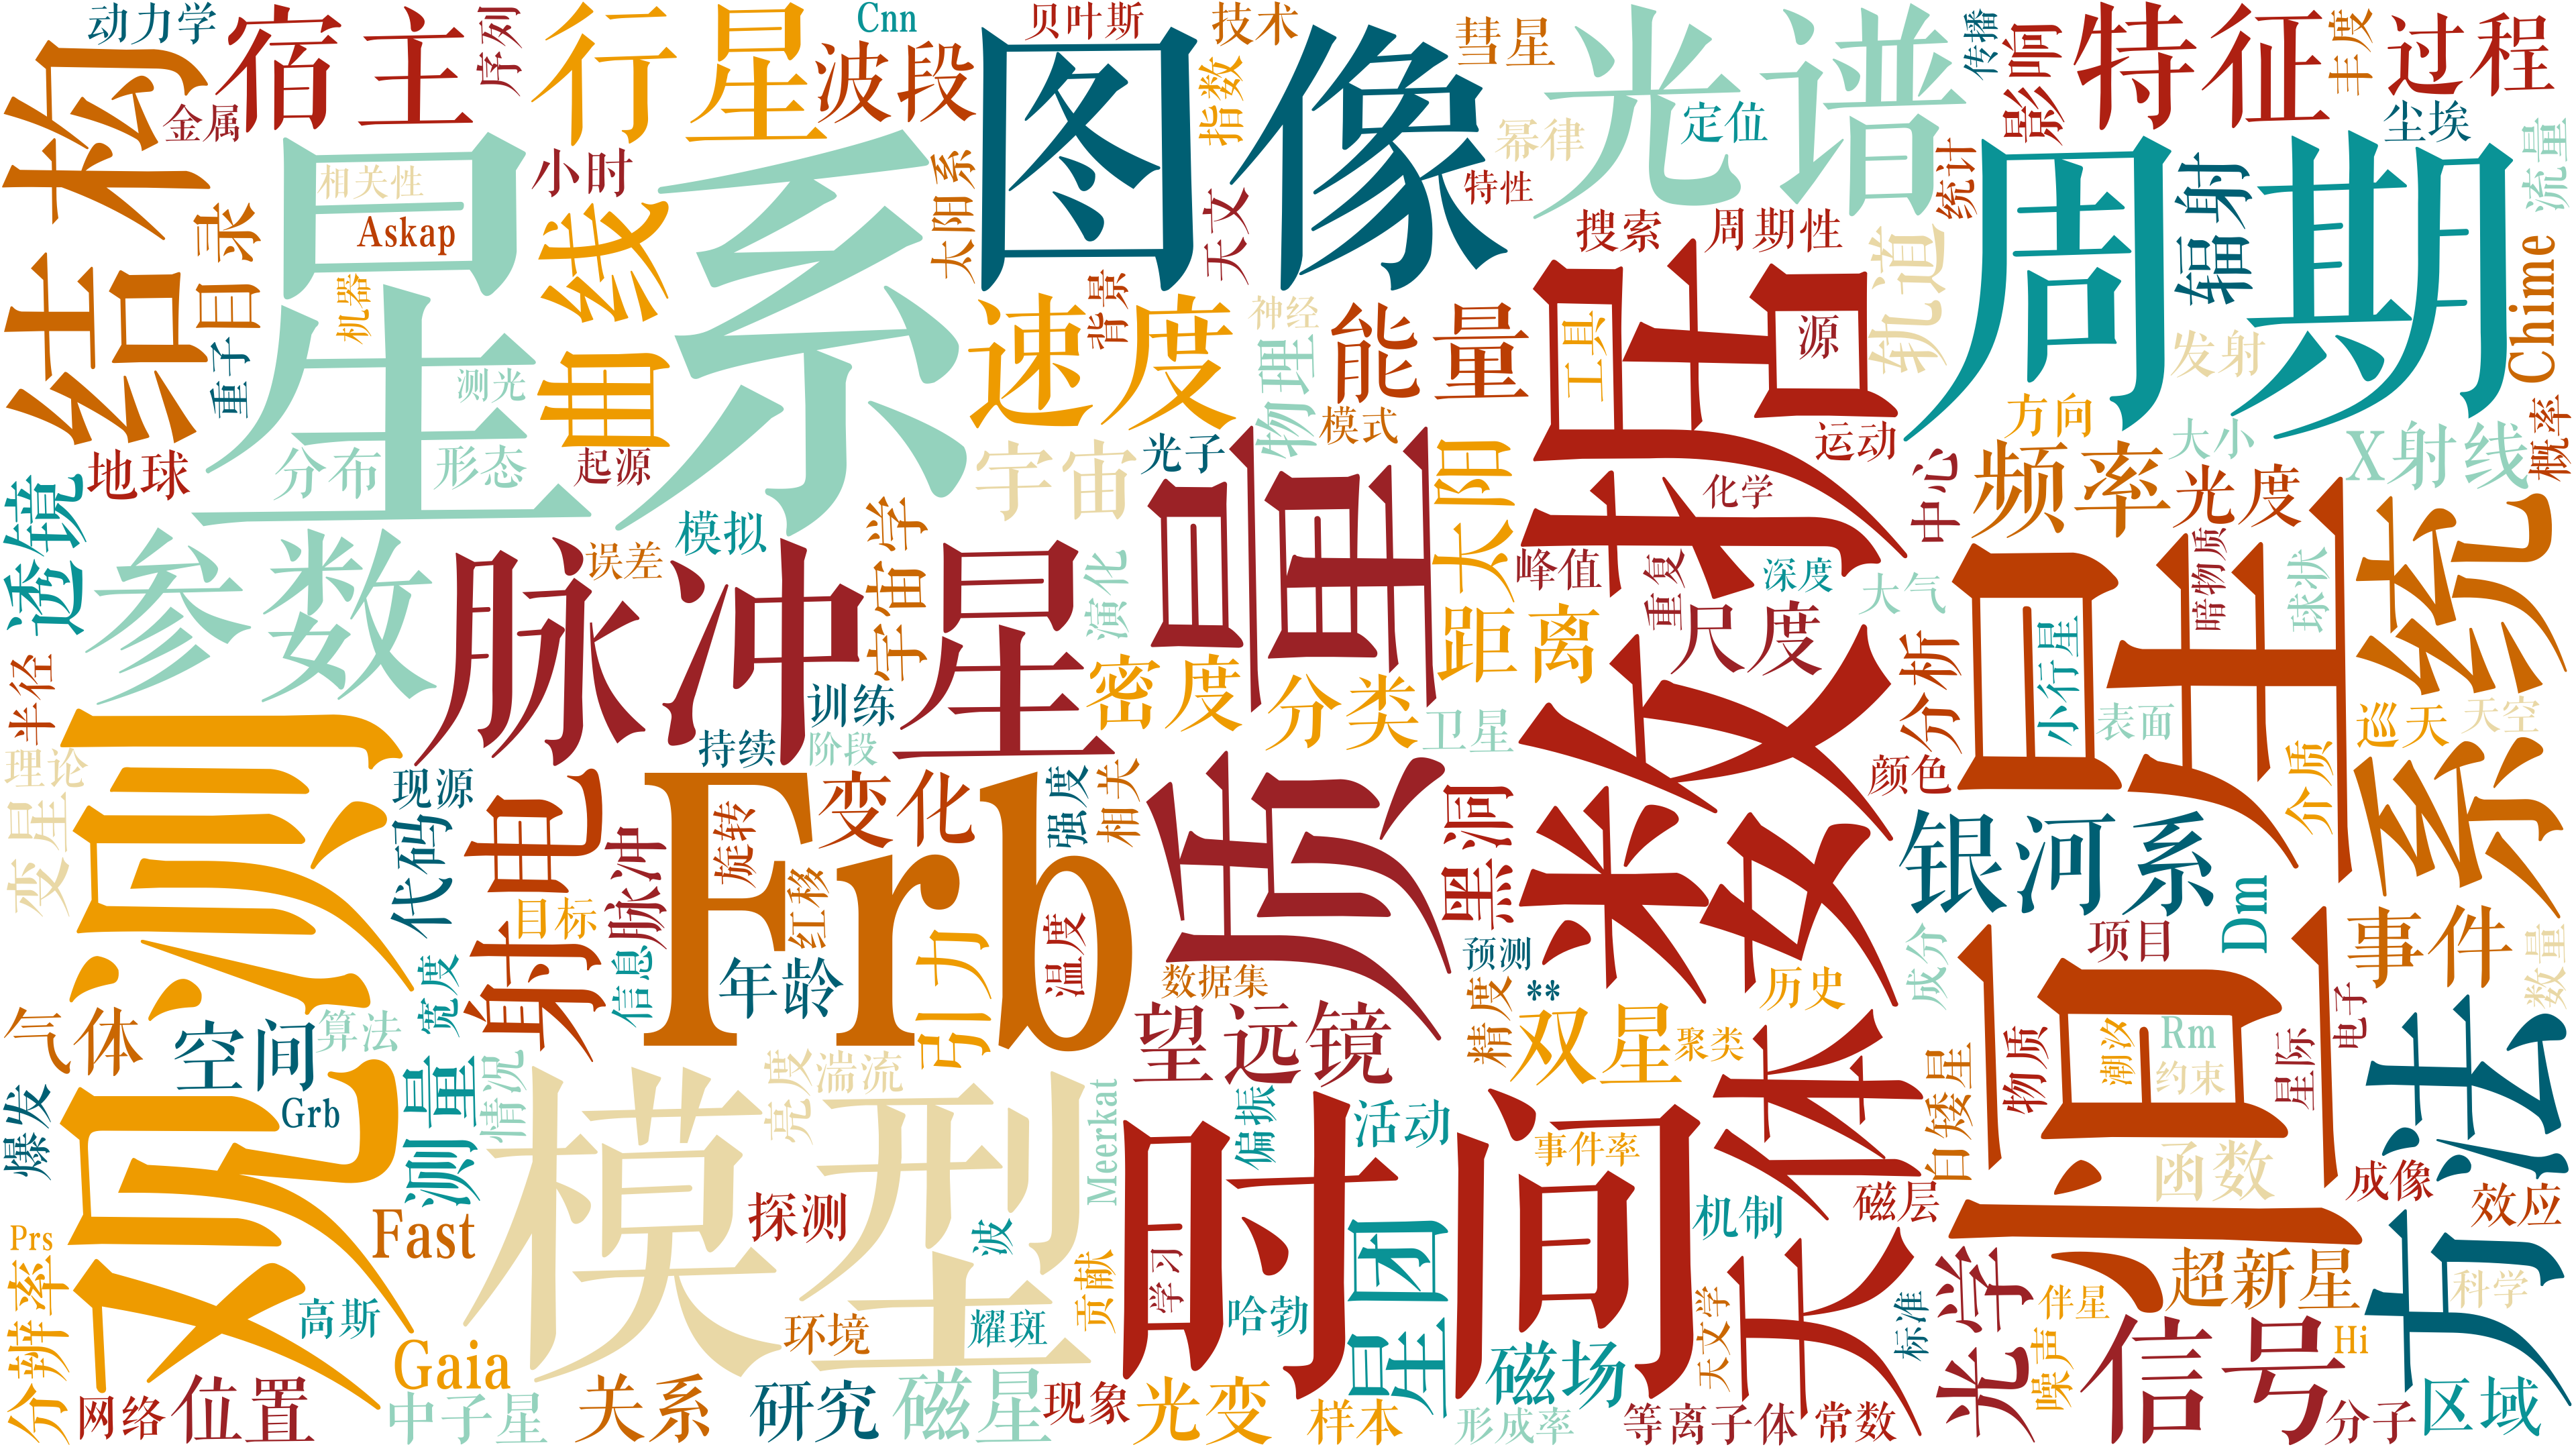 动力学
宿主
序列
行星
Cnn
波段
贝叶斯
图像
技术
指数
彗星
光谱
定位
传播
影响
特征
丰度
过程
结构
金属
星系
相关性
Askap
小时
曲线
太阳系
天文
幂律
特性
搜索
周期性
统计
周期
辐射
尘埃
流量
目录
机器
重子
测光
速度
背景
神经
物理
能量
模式
数据
工具
源
轨道
发射
Chime
地球
分布
形态
起源
宇宙
光子
质量
太阳
运动
化学
中心
方向
频率
大小
光度
X射线
概率
透镜
参数
脉冲星
误差
模拟
宇宙学
演化
峰值
重复
深度
大气
尺度
恒星
暗物质
球状
系统
半径
观测
训练
持续
阶段
密度
分类
距离
卫星
分析
颜色
小行星
表面
介质
巡天
天空
理论
变星
现源
代码
射电
脉冲
Frb
旋转
变化
红移
强度
相关
黑洞
银河系
Dm
目标
信息
年龄
引力
温度
数据集
预测
精度
**
历史
成分
项目
事件
数量
气体
空间
算法
宽度
望远镜
双星
聚类
天体
白矮星
物质
潮汐
Rm
约束
星际
电子
方法
爆发
Grb
测量
情况
模型
亮度
湍流
Meerkat
时间
偏振
活动
事件率
磁层
函数
成像
效应
Prs
分辨率
高斯
Fast
探测
波
贡献
学习
哈勃
星团
机制
天文学
标准
光学
伴星
超新星
科学
Gaia
环境
耀斑
磁场
噪声
信号
Hi
网络
位置
中子星
关系
研究
磁星
现象
光变
样本
形成率
等离子体
常数
分子
区域